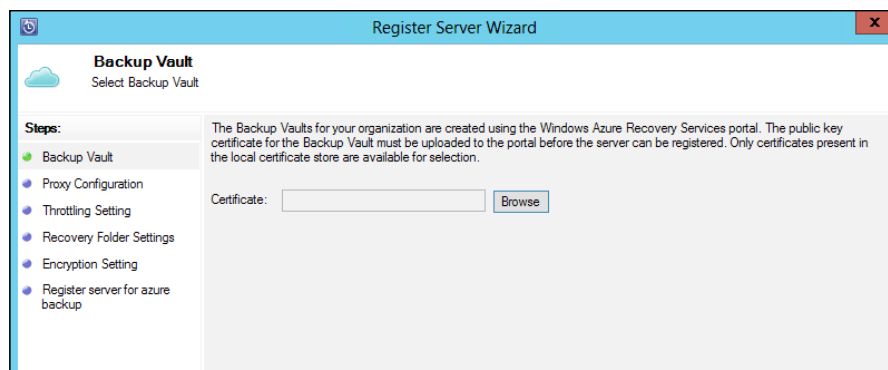 Register Server Wizard
x
Backup Vault
Select Backup Vault
Steps:
Backup Vault
Proxy Configuration
Throttling Setting
Recovery Folder Settings
Encryption Setting
Register server for azure
backup
The Backup Vaults for your organization are created using the Windows Azure Recovery Services portal. The public key
certificate for the Backup Vault must be uploaded to the portal before the server can be registered. Only certificates present in
the local certificate store are available for selection.
Certificate:
Browse